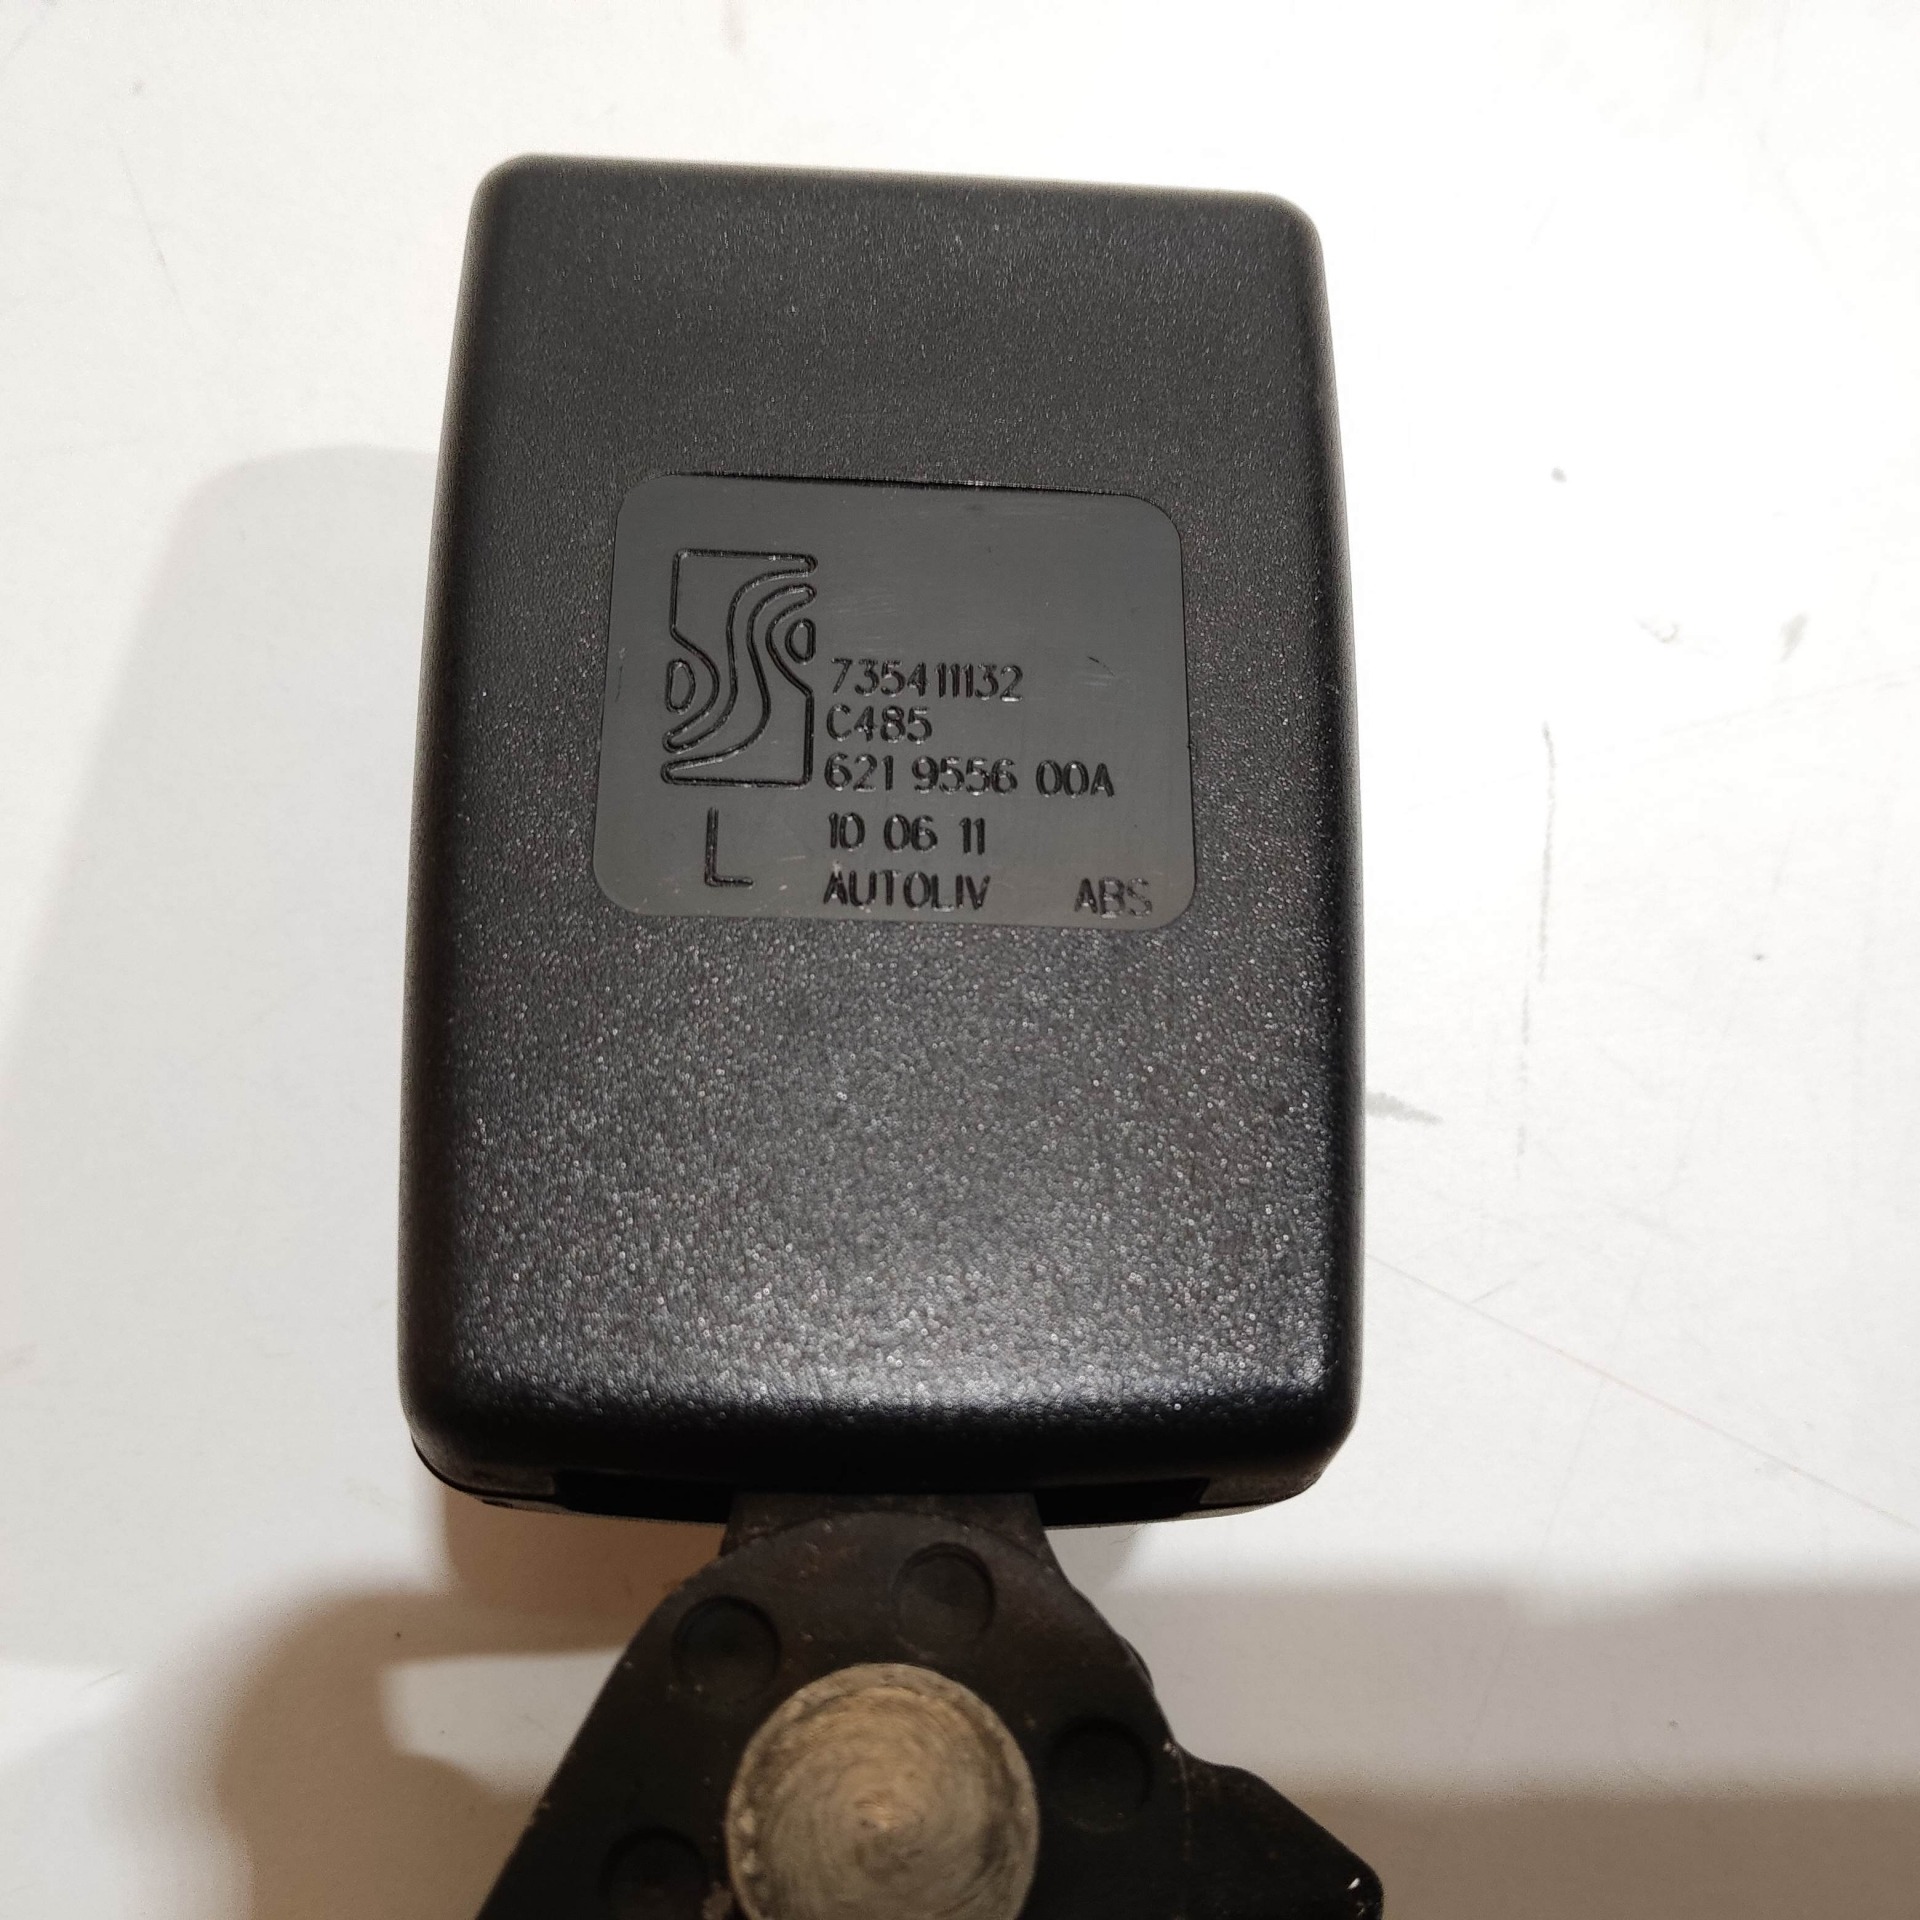 735411132
C485
621 9556 00A
L 10 06 11
AUTOLIV ABS